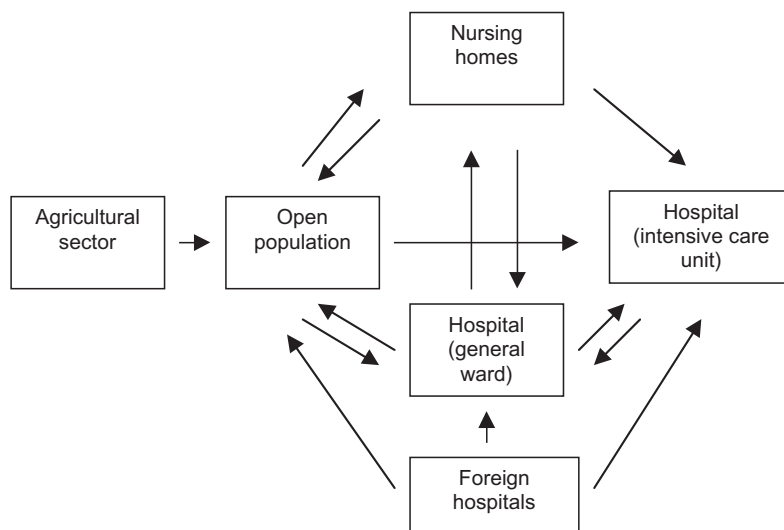 Nursing
homes
Agricultural
sector
Open
population
Hospital
(intensive care
unit)
Hospital
(general
ward)
Foreign
hospitals